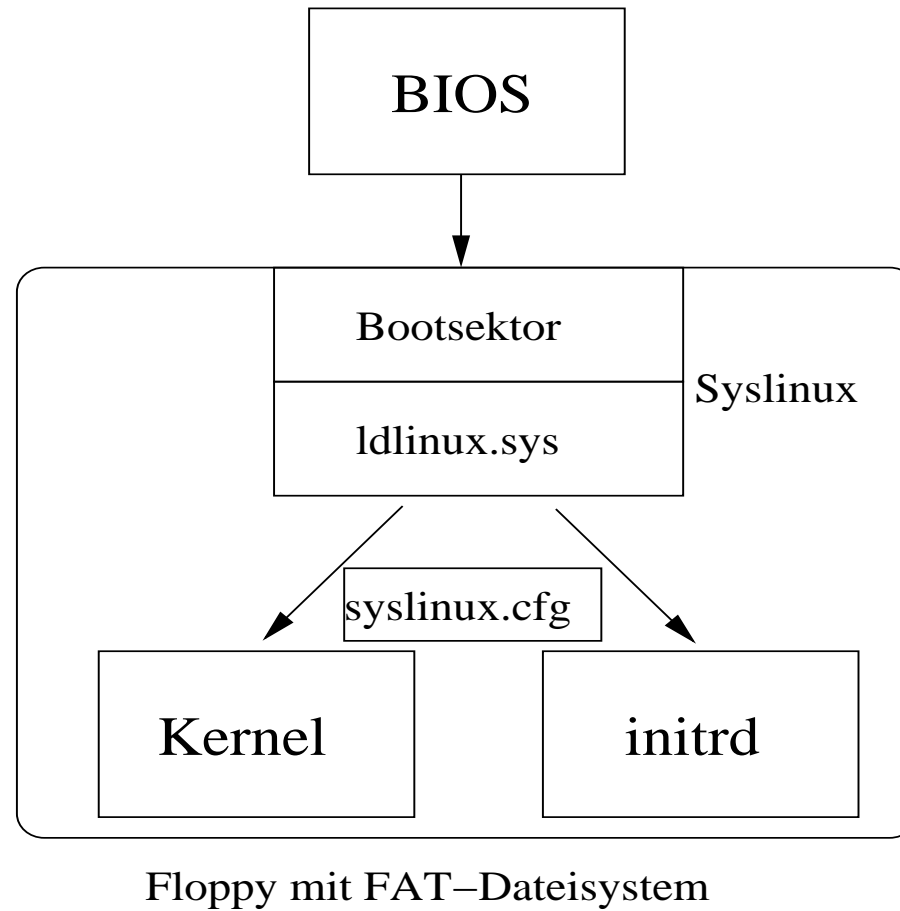 BIOS
Bootsektor
Syslinux
ldlinux.sys
syslinux.cfg
Kernel
initrd
Floppy mit FAT−Dateisystem